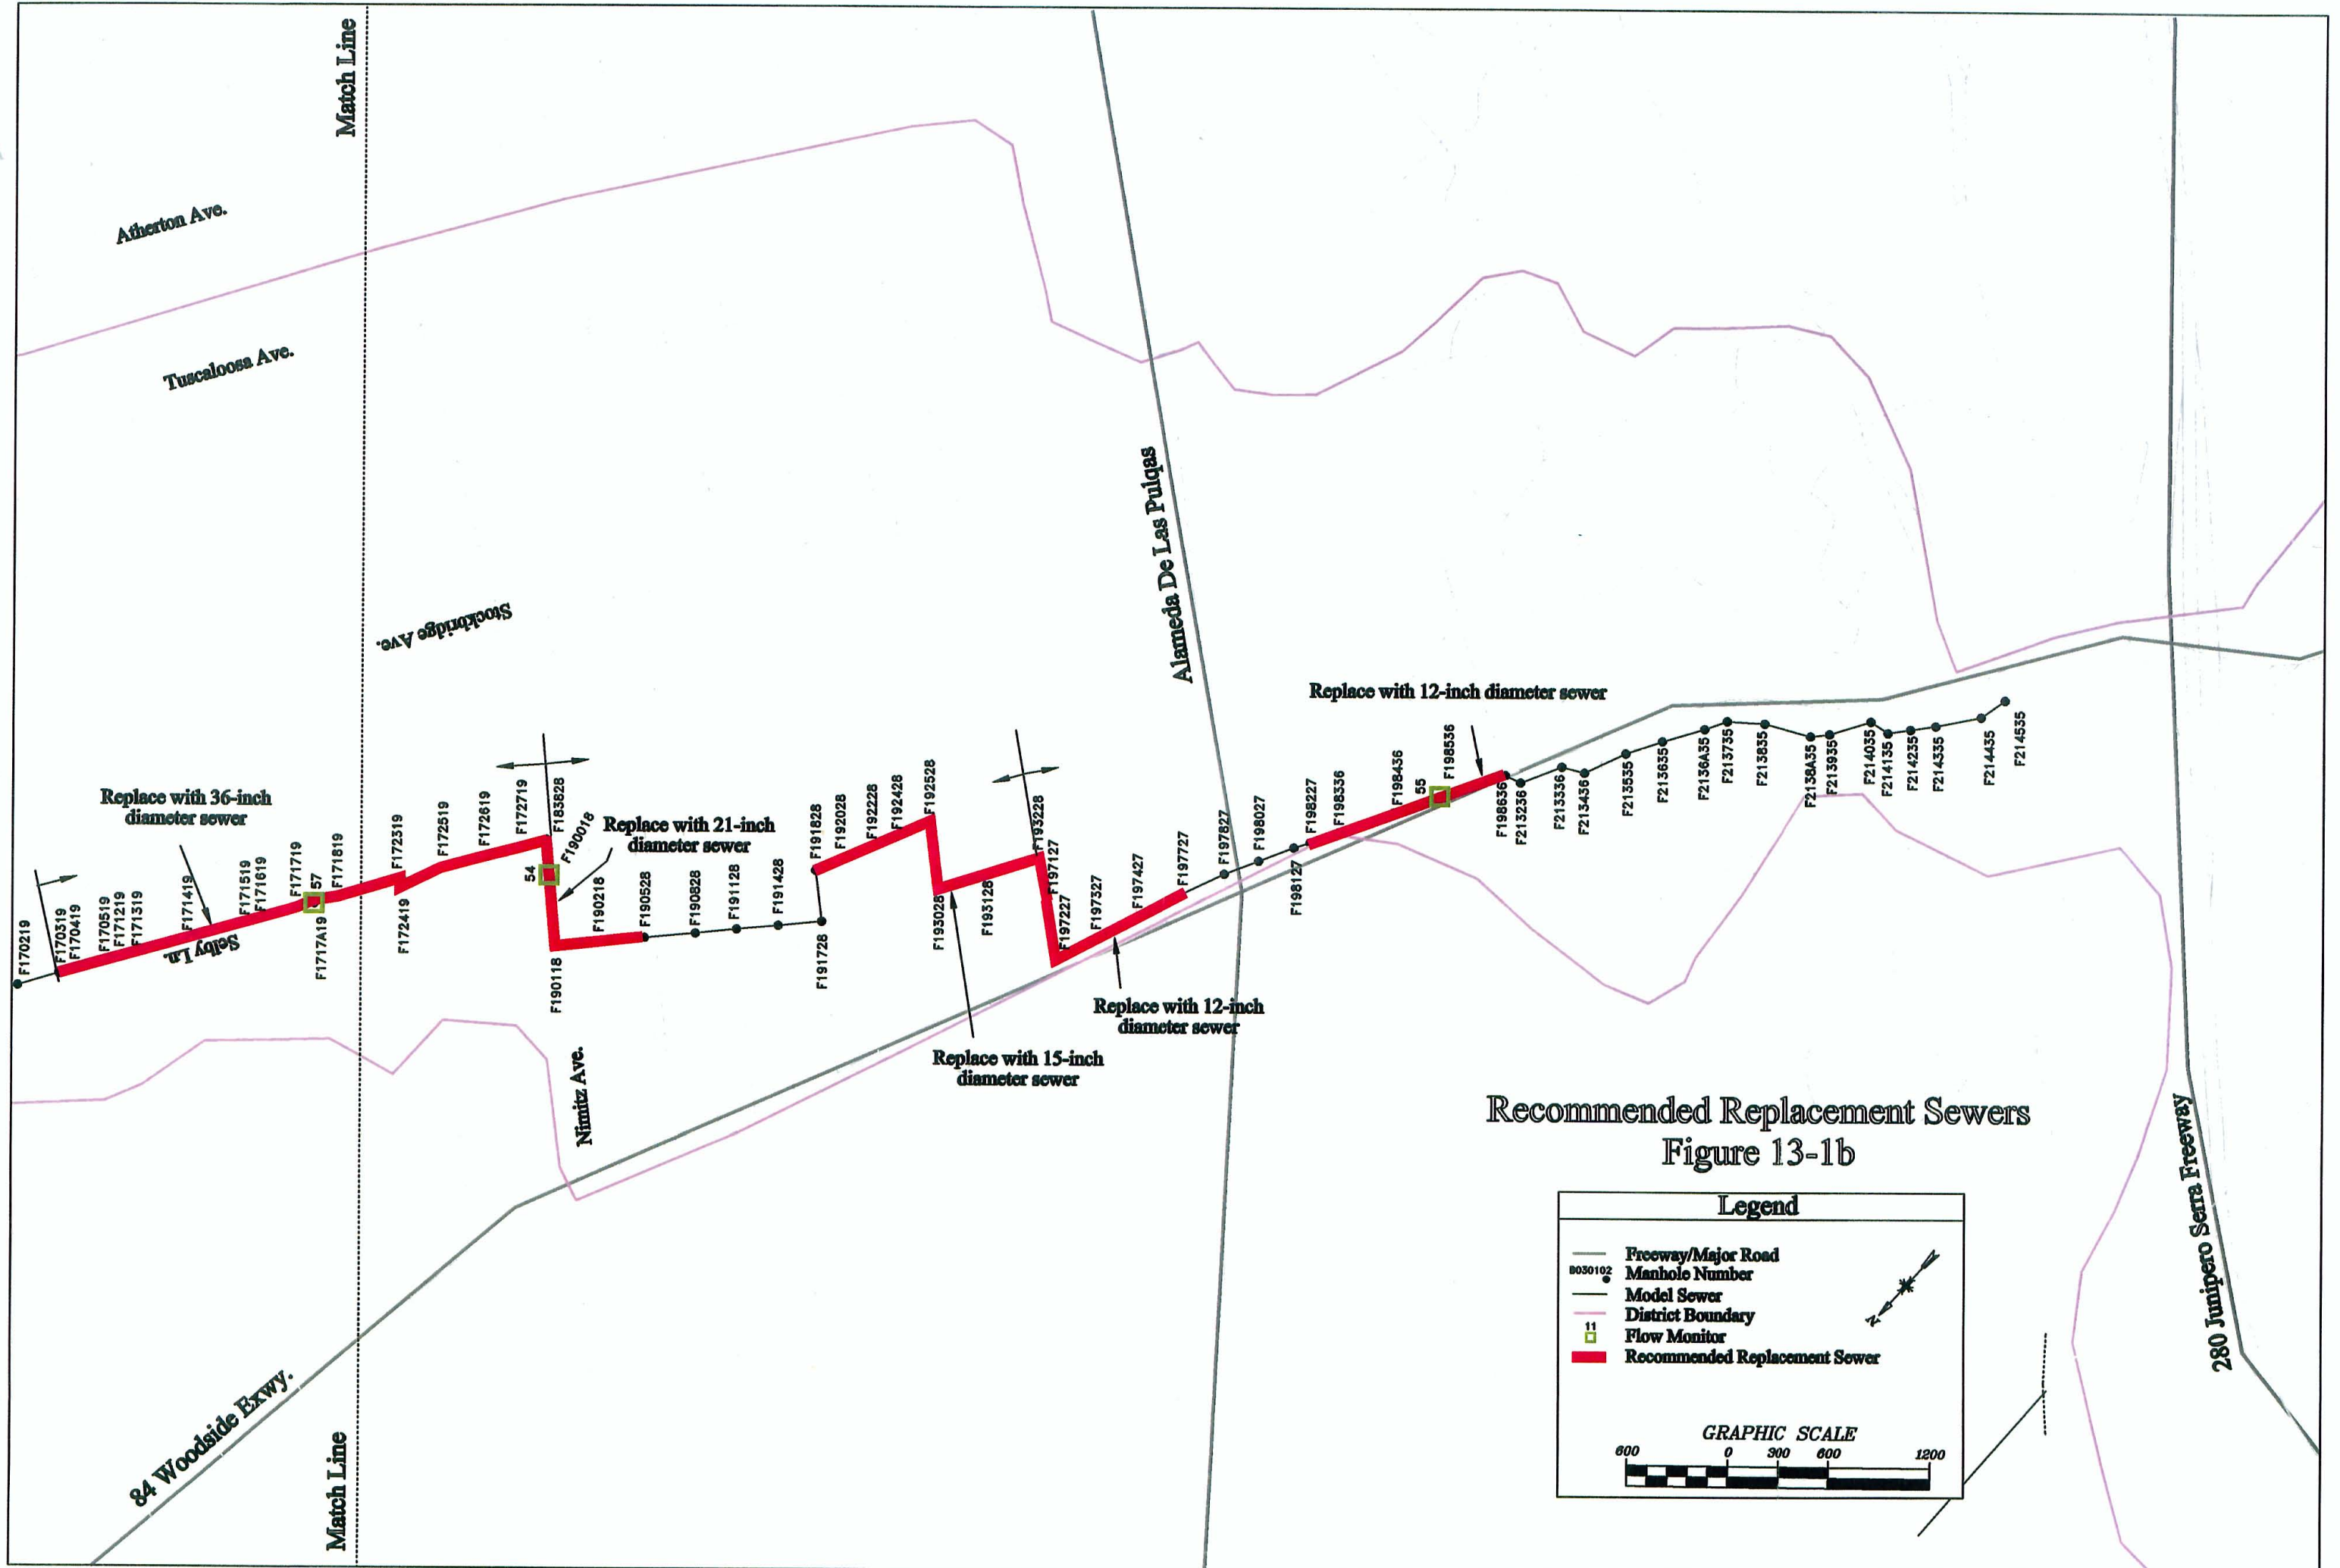 Match Line
Atherton Ave.
Tuscaloosa Ave.
Stockbridge Ave.
Alameda De Las Pulqas
Replace with 12-inch diameter sewer
Replace with 36-inch
diameter sewer
Replace with 21-inch
diameter sewer
Replace with 12-inch
diameter sewer
Replace with 15-inch
diameter sewer
Selby Ln.
Nimitz Ave.
84 Woodside Exwy.
Match Line
280 Junipero Serra Freeway
F170219
F170319
F170419
F170519
F171219
F171319
F171419
F171519
F171619
F171719
57
F1717A19
F171819
F172319
F172419
F172519
F172619
F172719
F183828
F190018
54
F190118
F190218
F190528
F190828
F191128
F191428
F191728
F191828
F192028
F192228
F192428
F192528
F193028
F193128
F193228
F197127
F197227
F197327
F197427
F197727
F197827
F198027
F198127
F198227
F198336
F198436
55
F198536
F198636
F213236
F213336
F213436
F213535
F213635
F2136A35
F213735
F213835
F2138A35
F213935
F214035
F214135
F214235
F214335
F214435
F214535
Recommended Replacement Sewers
Figure 13-1b
Legend
Freeway/Major Road
B030102 Manhole Number
Model Sewer
District Boundary
11 Flow Monitor
Recommended Replacement Sewer
N
GRAPHIC SCALE
600 0 300 600 1200